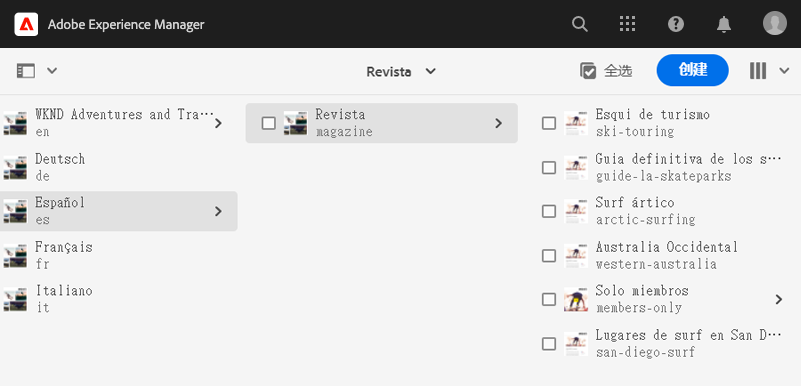 Adobe Experience Manager
Revista
全选
创建
WKND Adventures and Tra…
en
Deutsch
de
Español
es
Français
fr
Italiano
it
Revista
magazine
Esqui de turismo
ski-touring
Guia definitiva de los s…
guide-la-skateparks
Surf ártico
arctic-surfing
Australia Occidental
western-australia
Solo miembros
members-only
Lugares de surf en San D…
san-diego-surf